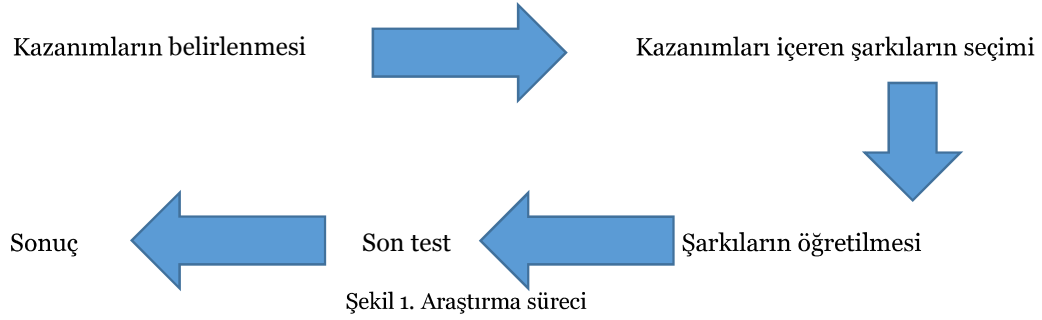 Kazanımların belirlenmesi
Kazanımları içeren şarkıların seçimi
Şarkıların öğretilmesi
Son test
Sonuç
Şekil 1. Araştırma süreci